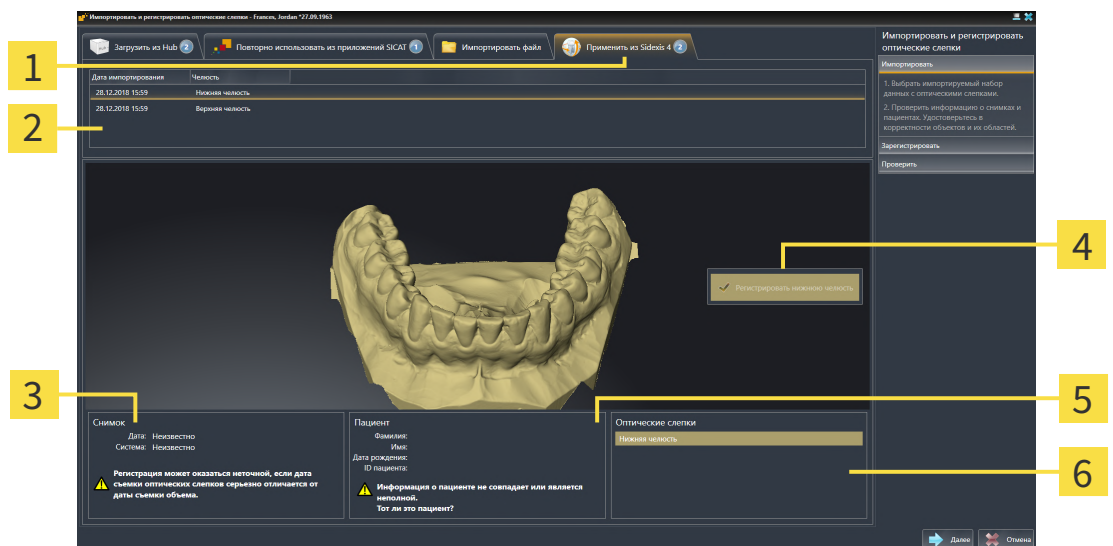 Импортировать и регистрировать оптические слепки - Frances, Jordan *27.09.1963
Загрузить из Hub 2
Повторно использовать из приложений SICAT 1
Импортировать файл
Применить из Sidexis 4 2
Дата импортирования Челюсть
28.12.2018 15:59 Нижняя челюсть
28.12.2018 15:59 Верхняя челюсть
Импортировать и регистрировать
оптические слепки
Импортировать
1. Выбрать импортируемый набор
данных с оптическими слепками.
2. Проверить информацию о снимках и
пациентах. Удостоверьтесь в
корректности объектов и их областей.
Зарегистрировать
Проверить
1
2
3
4
5
6
Регистрировать нижнюю челюсть
Снимок
Дата: Неизвестно
Система: Неизвестно
Регистрация может оказаться неточной, если дата
съемки оптических слепков серьезно отличается от
даты съемки объема.
Пациент
Фамилия:
Имя:
Дата рождения:
ID пациента:
Информация о пациенте не совпадает или является
неполной.
Тот ли это пациент?
Оптические слепки
Нижняя челюсть
Далее
Отмена